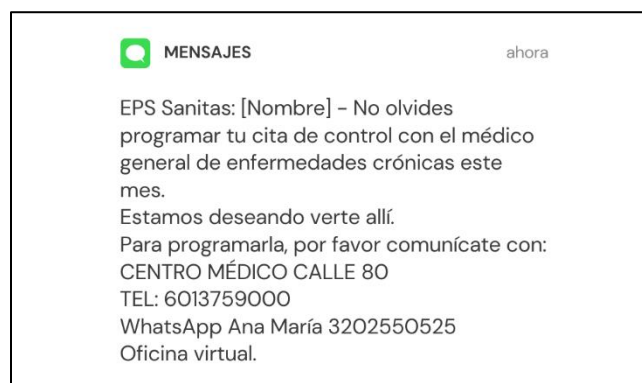 MENSAJES
ahora
EPS Sanitas: [Nombre] – No olvides
programar tu cita de control con el médico
general de enfermedades crónicas este
mes.
Estamos deseando verte allí.
Para programarla, por favor comunícate con:
CENTRO MÉDICO CALLE 80
TEL: 6013759000
WhatsApp Ana María 3202550525
Oficina virtual.